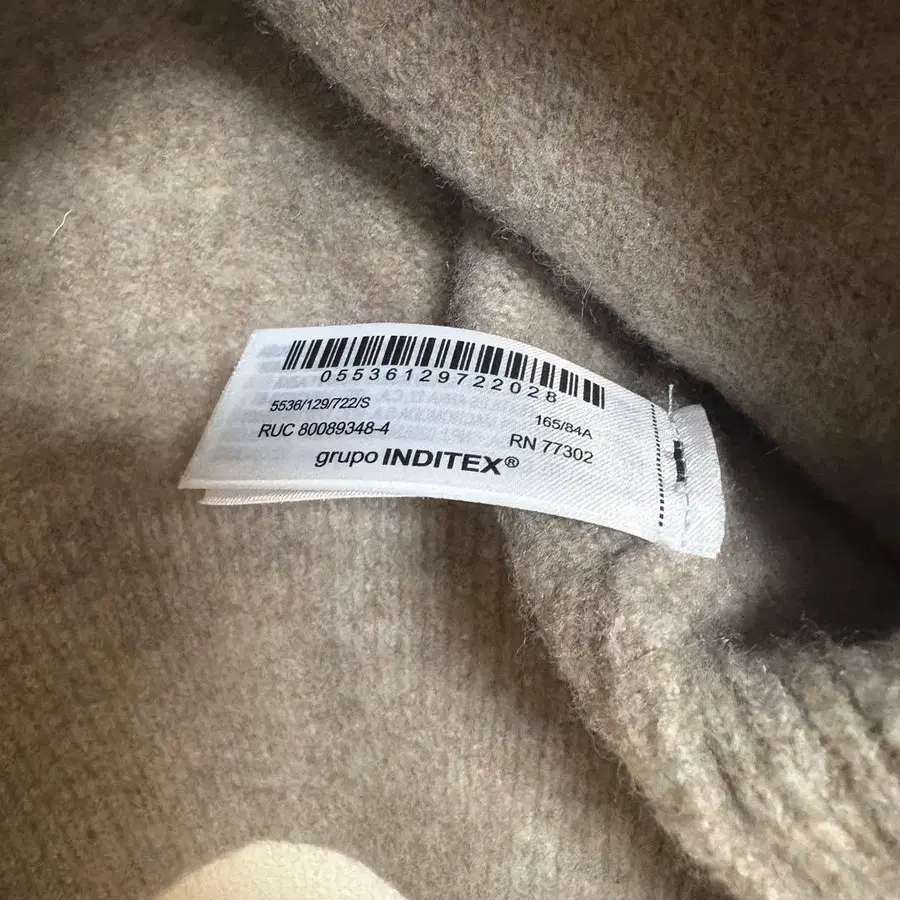 05536129722028
5536/129/722/S
165/84A
RUC 80089348-4
RN 77302
grupo INDITEX®